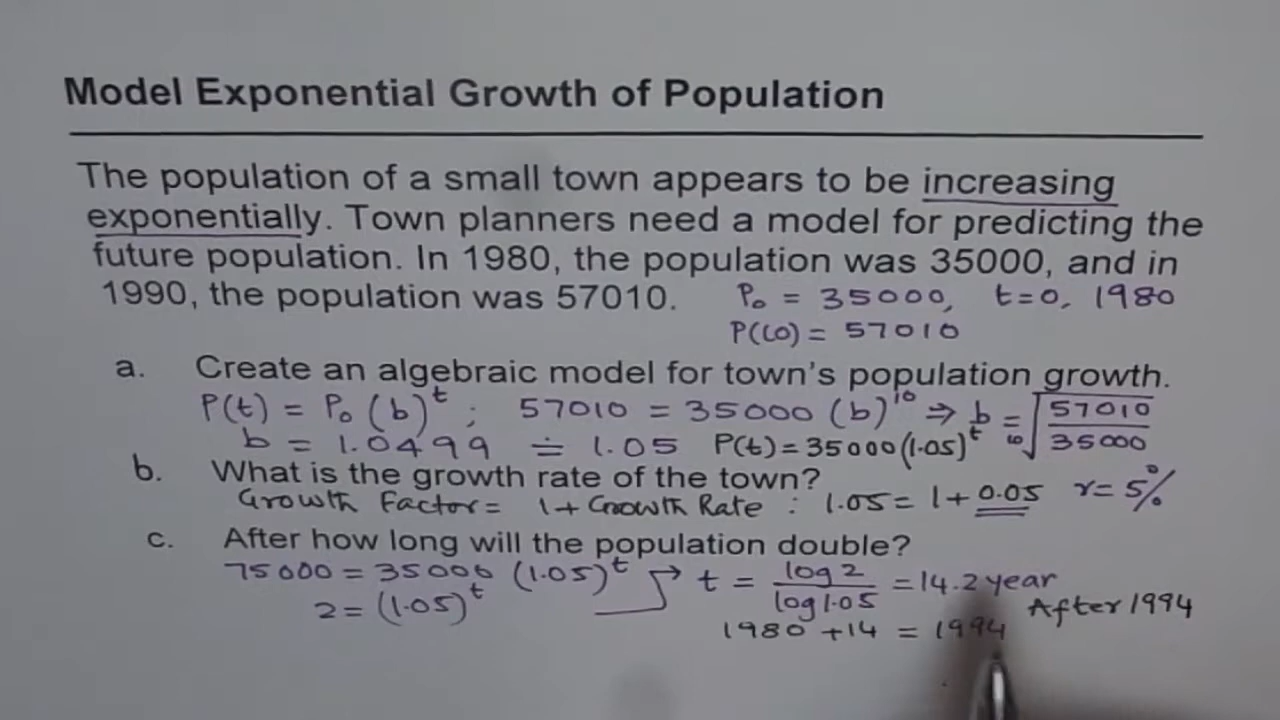 Model Exponential Growth of Population
The population of a small town appears to be increasing
exponentially. Town planners need a model for predicting the
future population. In 1980, the population was 35000, and in
1990, the population was 57010. P₀ = 35000, t=0, 1980
P(10) = 57010
a. Create an algebraic model for town's population growth.
P(t) = P₀ (b)ᵗ ; 57010 = 35000 (b)¹⁰ ⇒ b = ¹⁰√(57010/35000)
b = 1.0499 ≐ 1.05 P(t) = 35000 (1.05)ᵗ
b. What is the growth rate of the town?
Growth Factor = 1 + Growth Rate : 1.05 = 1 + 0.05 r = 5%
c. After how long will the population double?
75000 = 35000 (1.05)ᵗ → t = log 2 / log 1.05 = 14.2 year
2 = (1.05)ᵗ After 1994
1980 + 14 = 1994